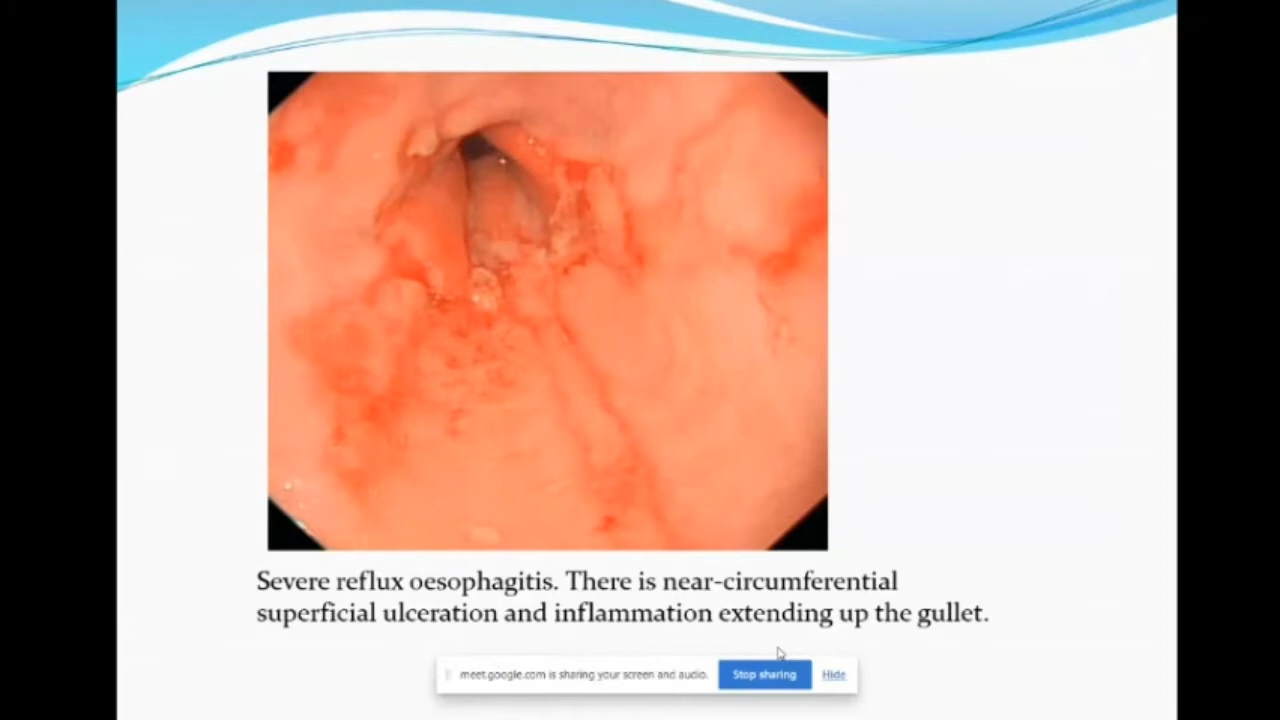 Severe reflux oesophagitis. There is near-circumferential
superficial ulceration and inflammation extending up the gullet.
meet.google.com is sharing your screen and audio. Stop sharing Hide